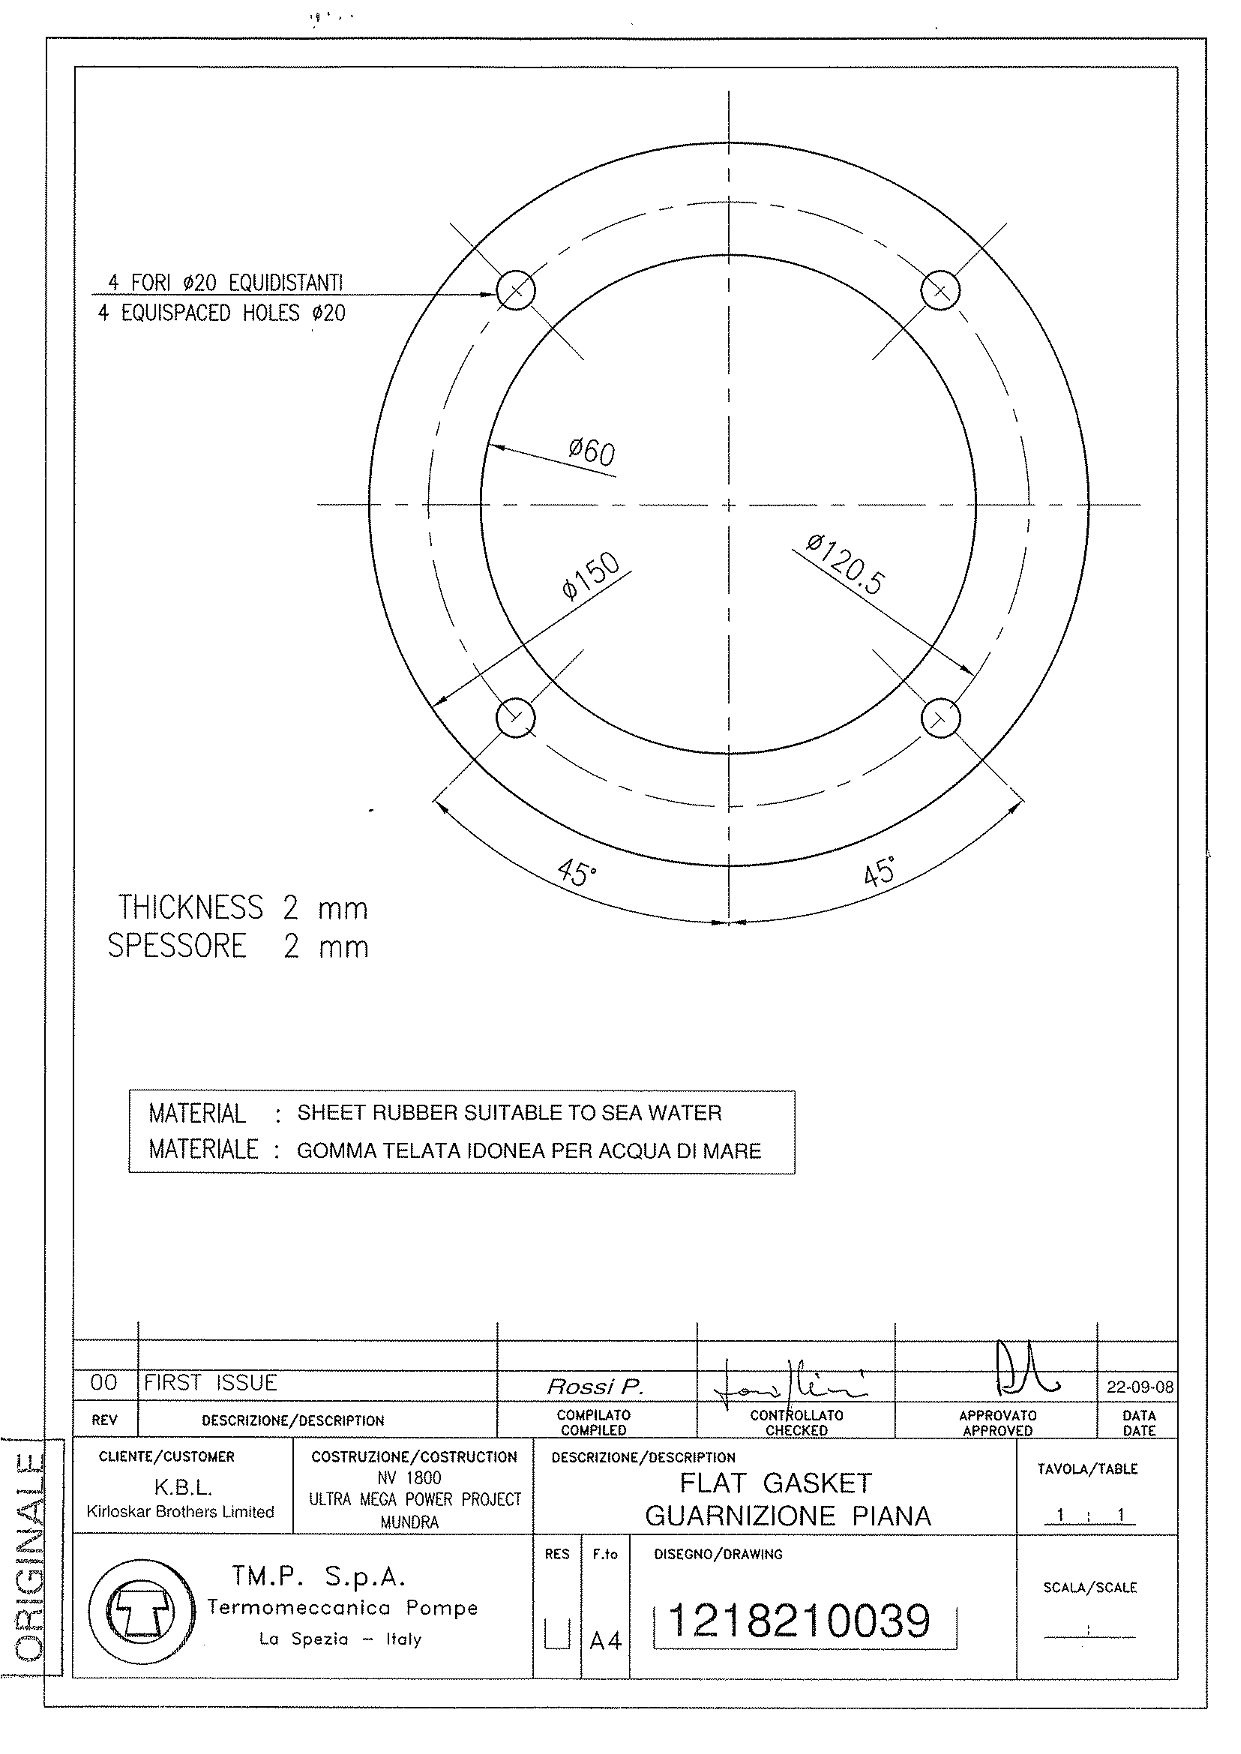 4 FORI ø20 EQUIDISTANTI
4 EQUISPACED HOLES ø20
ø60
ø150
ø120.5
45°
45°
THICKNESS 2 mm
SPESSORE 2 mm
MATERIAL : SHEET RUBBER SUITABLE TO SEA WATER
MATERIALE : GOMMA TELATA IDONEA PER ACQUA DI MARE
00 FIRST ISSUE Rossi P. 22-09-08
REV DESCRIZIONE/DESCRIPTION COMPILATO COMPILED CONTROLLATO CHECKED APPROVATO APPROVED DATA DATE
CLIENTE/CUSTOMER
K.B.L.
Kirloskar Brothers Limited
COSTRUZIONE/COSTRUCTION
NV 1800
ULTRA MEGA POWER PROJECT
MUNDRA
DESCRIZIONE/DESCRIPTION
FLAT GASKET
GUARNIZIONE PIANA
TAVOLA/TABLE
1 : 1
TM.P. S.p.A.
Termomeccanica Pompe
La Spezia - Italy
RES
U
F.to
A4
DISEGNO/DRAWING
1218210039
SCALA/SCALE
:
ORIGINALE